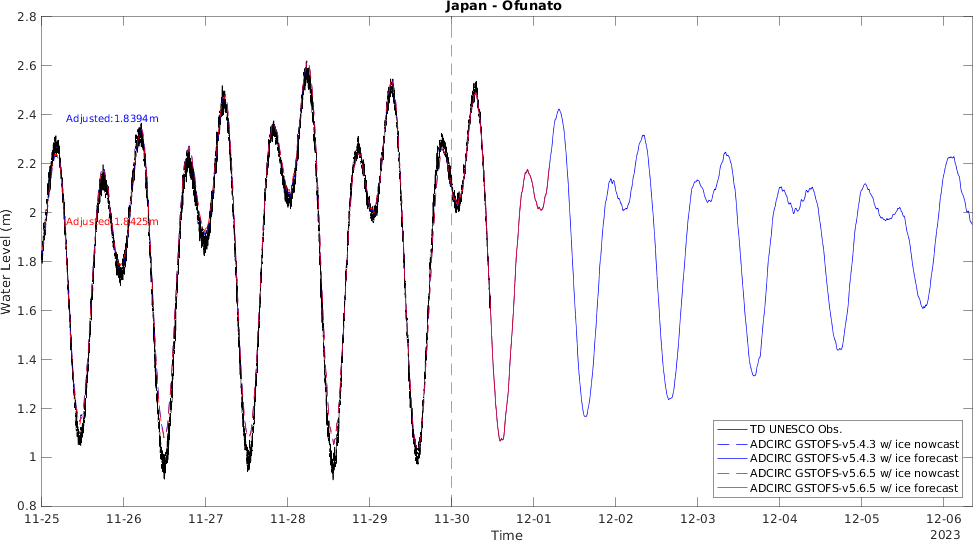 Japan - Ofunato
Water Level (m)
2.8
2.6
2.4
2.2
2
1.8
1.6
1.4
1.2
1
0.8
Adjusted:1.8394m
Adjusted:1.8425m
TD UNESCO Obs.
ADCIRC GSTOFS-v5.4.3 w/ ice nowcast
ADCIRC GSTOFS-v5.4.3 w/ ice forecast
ADCIRC GSTOFS-v5.6.5 w/ ice nowcast
ADCIRC GSTOFS-v5.6.5 w/ ice forecast
11-25 11-26 11-27 11-28 11-29 11-30 12-01 12-02 12-03 12-04 12-05 12-06
Time
2023